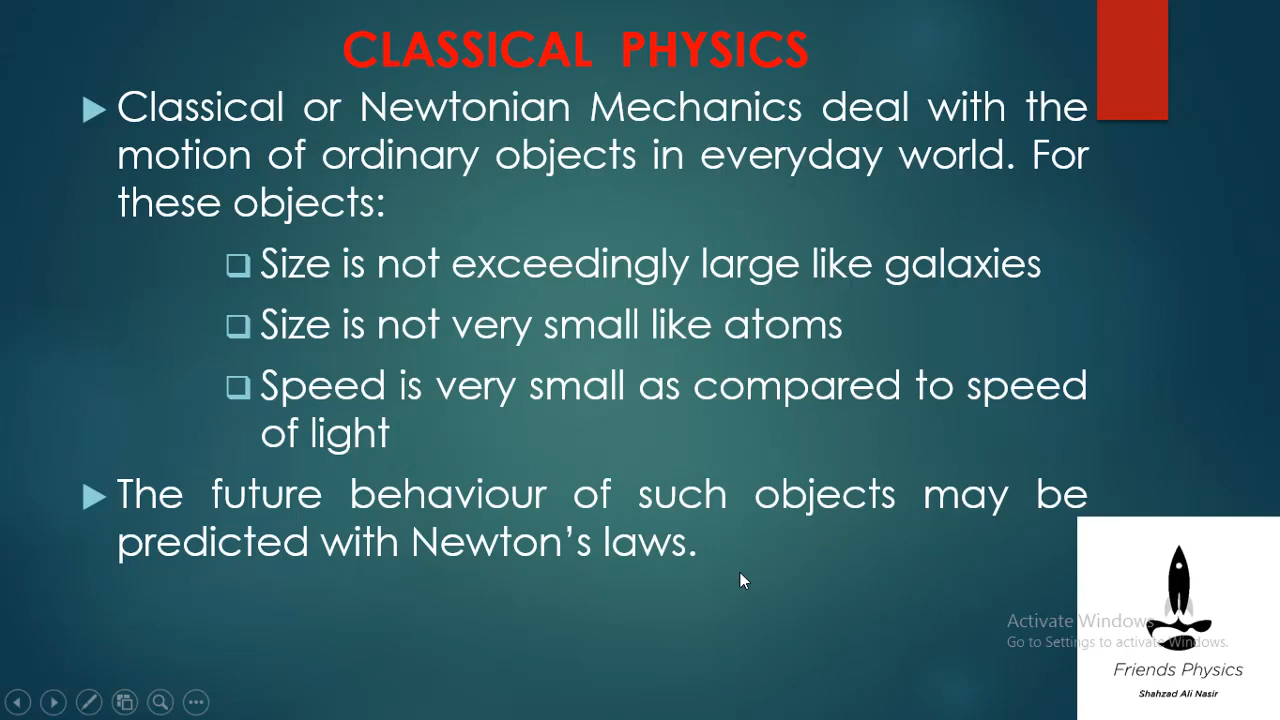 CLASSICAL PHYSICS
Classical or Newtonian Mechanics deal with the
motion of ordinary objects in everyday world. For
these objects:
Size is not exceedingly large like galaxies
Size is not very small like atoms
Speed is very small as compared to speed
of light
The future behaviour of such objects may be
predicted with Newton's laws.
Activate Windows
Go to Settings to activate Windows.
Friends Physics
Shahzad Ali Nasir